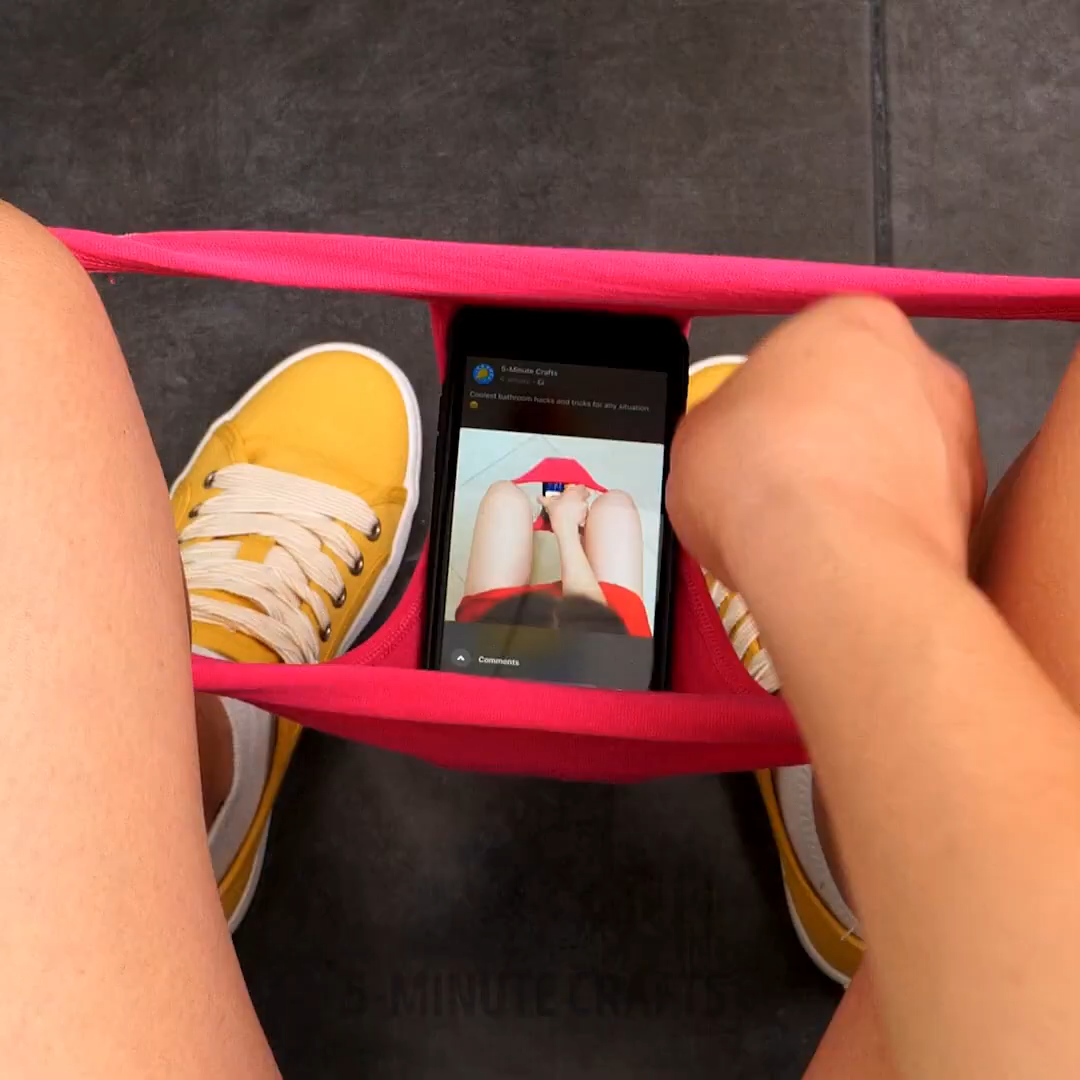 5-Minute Crafts
Coolest bathroom hacks and tricks for any situation
Comments
5-MINUTE CRAFTS